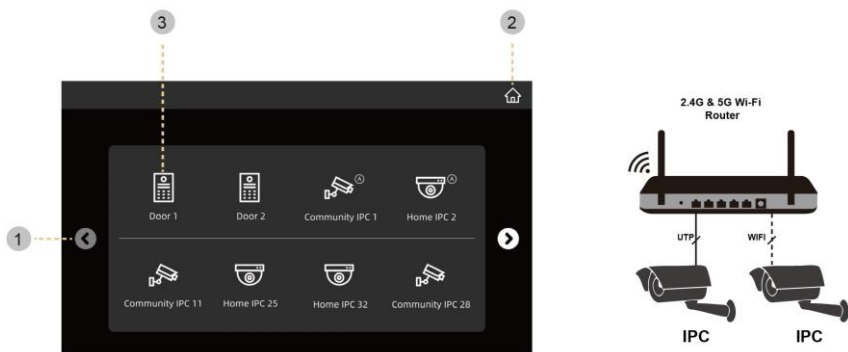 3
2
1
Door 1
Door 2
Community IPC 1
A
Home IPC 2
A
Community IPC 11
Home IPC 25
Home IPC 32
Community IPC 28
2.4G & 5G Wi-Fi
Router
UTP
WIFI
IPC
IPC